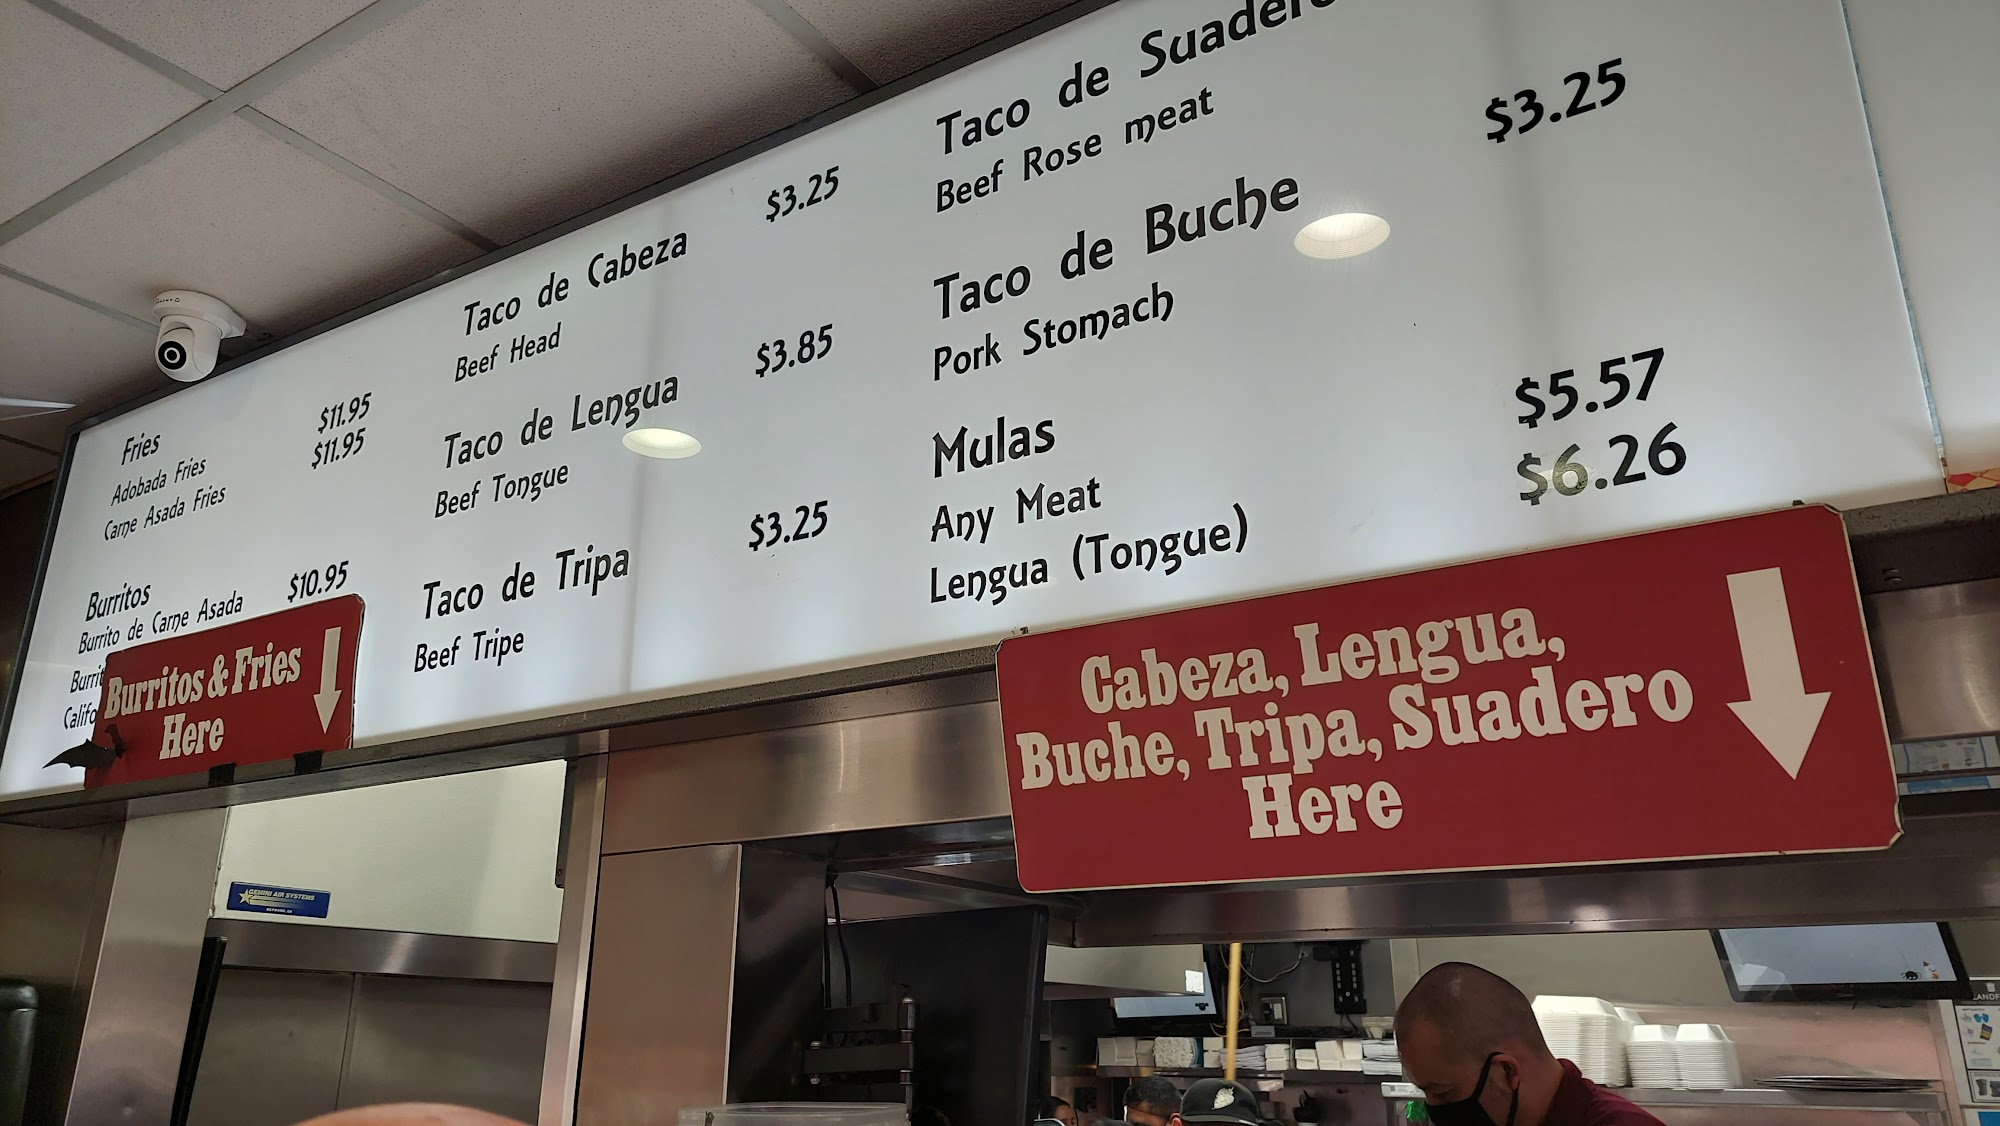 Fries
Adobada Fries $11.95
Carne Asada Fries $11.95
Burritos
Burrito de Carne Asada $10.95
Taco de Cabeza $3.25
Beef Head
Taco de Lengua $3.85
Beef Tongue
Taco de Tripa $3.25
Beef Tripe
Taco de Suadero
Beef Rose meat
Taco de Buche $3.25
Pork Stomach
Mulas
Any Meat $5.57
Lengua (Tongue) $6.26
Burritos & Fries
Here
Cabeza, Lengua,
Buche, Tripa, Suadero
Here
GEMINI AIR SYSTEMS